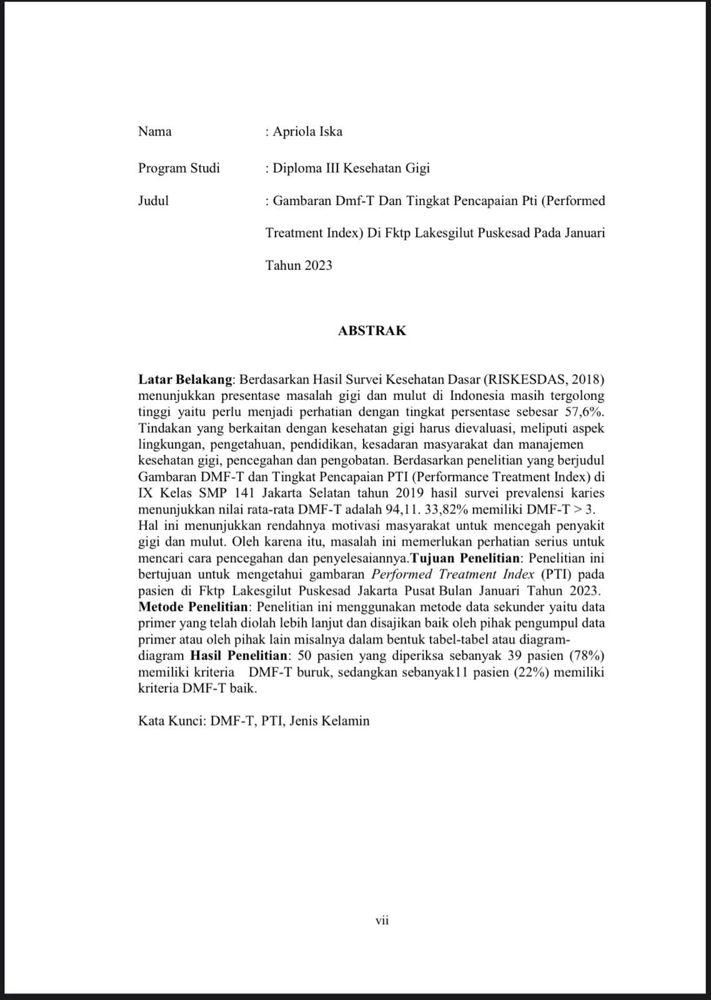 Nama : Apriola Iska
Program Studi : Diploma III Kesehatan Gigi
Judul : Gambaran Dmf-T Dan Tingkat Pencapaian Pti (Performed
Treatment Index) Di Fktp Lakesgilut Puskesad Pada Januari
Tahun 2023
ABSTRAK
Latar Belakang: Berdasarkan Hasil Survei Kesehatan Dasar (RISKESDAS, 2018)
menunjukkan presentase masalah gigi dan mulut di Indonesia masih tergolong
tinggi yaitu perlu menjadi perhatian dengan tingkat persentase sebesar 57,6%.
Tindakan yang berkaitan dengan kesehatan gigi harus dievaluasi, meliputi aspek
lingkungan, pengetahuan, pendidikan, kesadaran masyarakat dan manajemen
kesehatan gigi, pencegahan dan pengobatan. Berdasarkan penelitian yang berjudul
Gambaran DMF-T dan Tingkat Pencapaian PTI (Performance Treatment Index) di
IX Kelas SMP 141 Jakarta Selatan tahun 2019 hasil survei prevalensi karies
menunjukkan nilai rata-rata DMF-T adalah 94,11. 33,82% memiliki DMF-T > 3.
Hal ini menunjukkan rendahnya motivasi masyarakat untuk mencegah penyakit
gigi dan mulut. Oleh karena itu, masalah ini memerlukan perhatian serius untuk
mencari cara pencegahan dan penyelesaiannya.Tujuan Penelitian: Penelitian ini
bertujuan untuk mengetahui gambaran Performed Treatment Index (PTI) pada
pasien di Fktp Lakesgilut Puskesad Jakarta Pusat Bulan Januari Tahun 2023.
Metode Penelitian: Penelitian ini menggunakan metode data sekunder yaitu data
primer yang telah diolah lebih lanjut dan disajikan baik oleh pihak pengumpul data
primer atau oleh pihak lain misalnya dalam bentuk tabel-tabel atau diagram-
diagram Hasil Penelitian: 50 pasien yang diperiksa sebanyak 39 pasien (78%)
memiliki kriteria DMF-T buruk, sedangkan sebanyak11 pasien (22%) memiliki
kriteria DMF-T baik.
Kata Kunci: DMF-T, PTI, Jenis Kelamin
vii